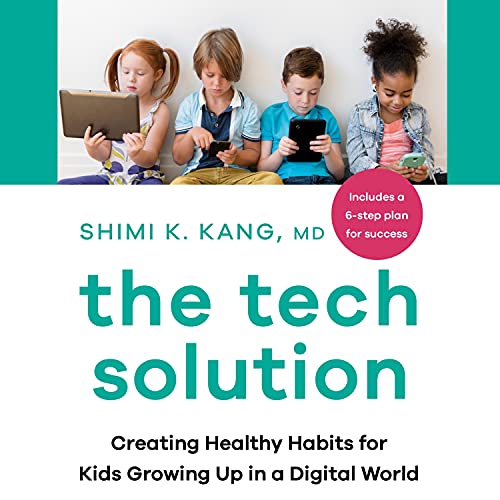 Includes a
6-step plan
for success
SHIMI K. KANG, MD
the tech
solution
Creating Healthy Habits for
Kids Growing Up in a Digital World